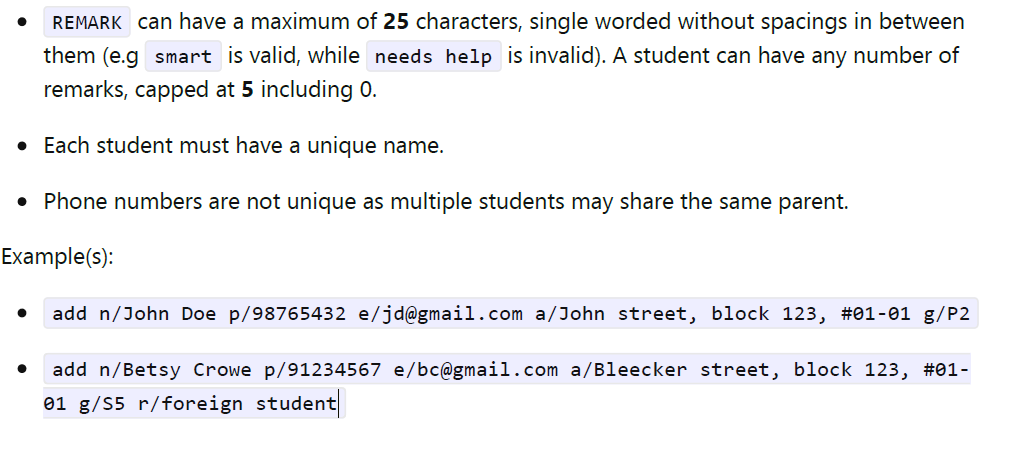 REMARK can have a maximum of 25 characters, single worded without spacings in between
them (e.g smart is valid, while needs help is invalid). A student can have any number of
remarks, capped at 5 including 0.
Each student must have a unique name.
Phone numbers are not unique as multiple students may share the same parent.
Example(s):
add n/John Doe p/98765432 e/jd@gmail.com a/John street, block 123, #01-01 g/P2
add n/Betsy Crowe p/91234567 e/bc@gmail.com a/Bleecker street, block 123, #01-
01 g/S5 r/foreign student